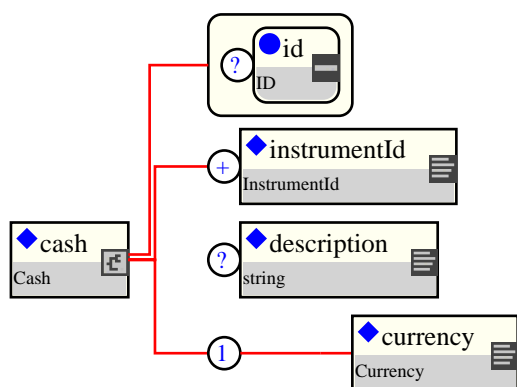 ? id
ID
+ instrumentId
InstrumentId
cash
Cash
? description
string
1 currency
Currency